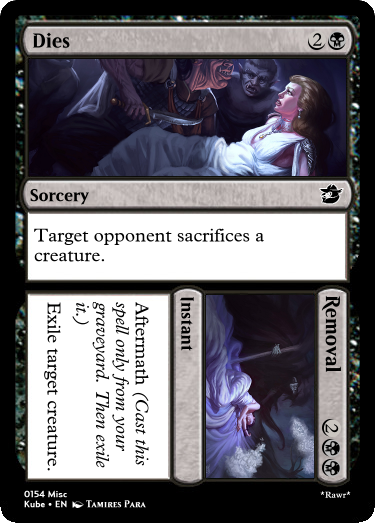 Dies 2
Sorcery
Target opponent sacrifices a
creature.
Removal 2
Instant
Aftermath (Cast this
spell only from your
graveyard. Then exile
it.)
Exile target creature.
0154 Misc
Kube • EN Tamires Para
*Rawr*